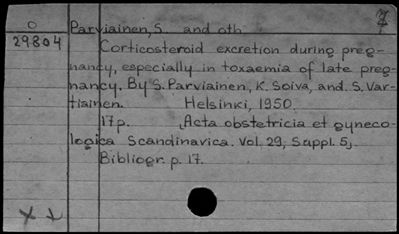 O Parviainen, S. and oth.
29804 Corticosteroid excretion during preg-
nancy, especially in toxaemia of late preg-
nancy. By S. Parviainen, K. Soiva, and S. Var-
tiainen. Helsinki, 1950.
17p. (Acta obstetricia et gyneco-
logica Scandinavica. Vol. 29, Suppl. 5)
Bibliogr. p. 17.